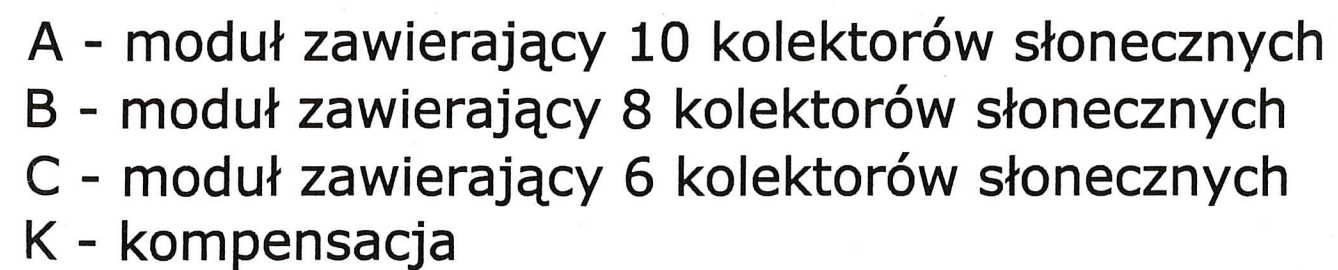 A - moduł zawierający 10 kolektorów słonecznych
B - moduł zawierający 8 kolektorów słonecznych
C - moduł zawierający 6 kolektorów słonecznych
K - kompensacja